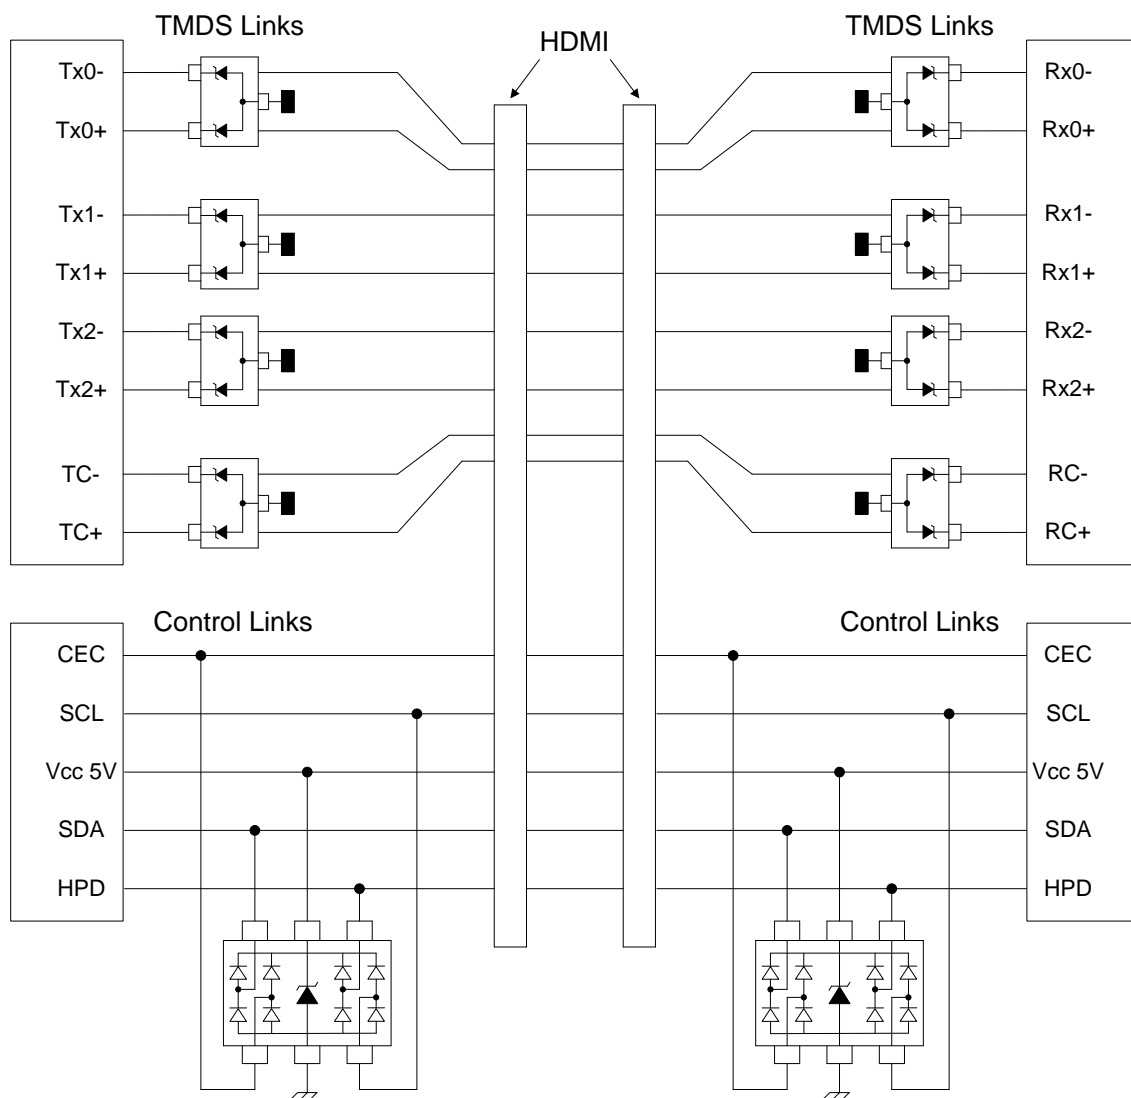 TMDS Links
HDMI
TMDS Links
Tx0-
Rx0-
Tx0+
Rx0+
Tx1-
Rx1-
Tx1+
Rx1+
Tx2-
Rx2-
Tx2+
Rx2+
TC-
RC-
TC+
RC+
Control Links
Control Links
CEC
CEC
SCL
SCL
Vcc 5V
Vcc 5V
SDA
SDA
HPD
HPD